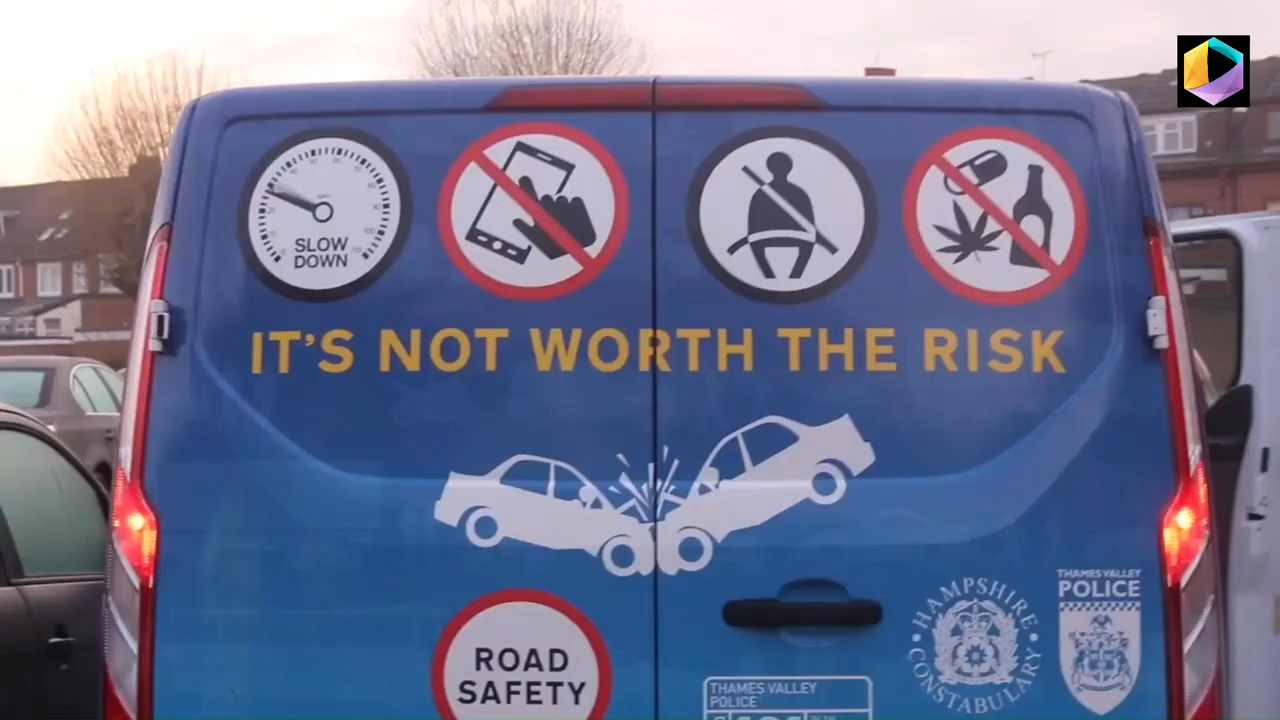 SLOW
DOWN
IT'S NOT WORTH THE RISK
ROAD
SAFETY
THAMES VALLEY
POLICE
HAMPSHIRE
CONSTABULARY
THAMES VALLEY
POLICE